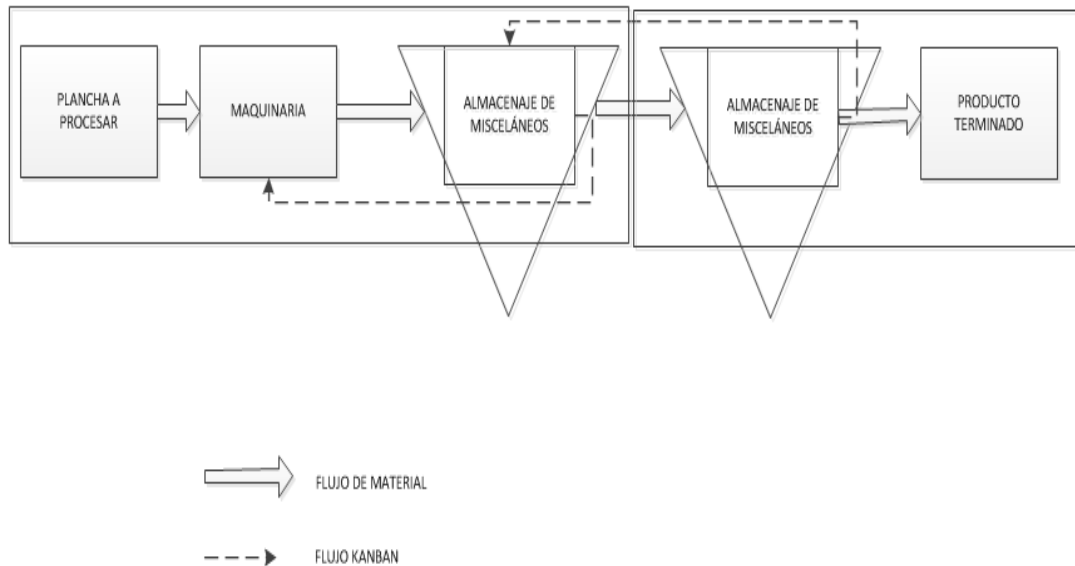 PLANCHA A
PROCESAR
MAQUINARIA
ALMACENAJE DE
MISCELÁNEOS
ALMACENAJE DE
MISCELÁNEOS
PRODUCTO
TERMINADO
FLUJO DE MATERIAL
FLUJO KANBAN